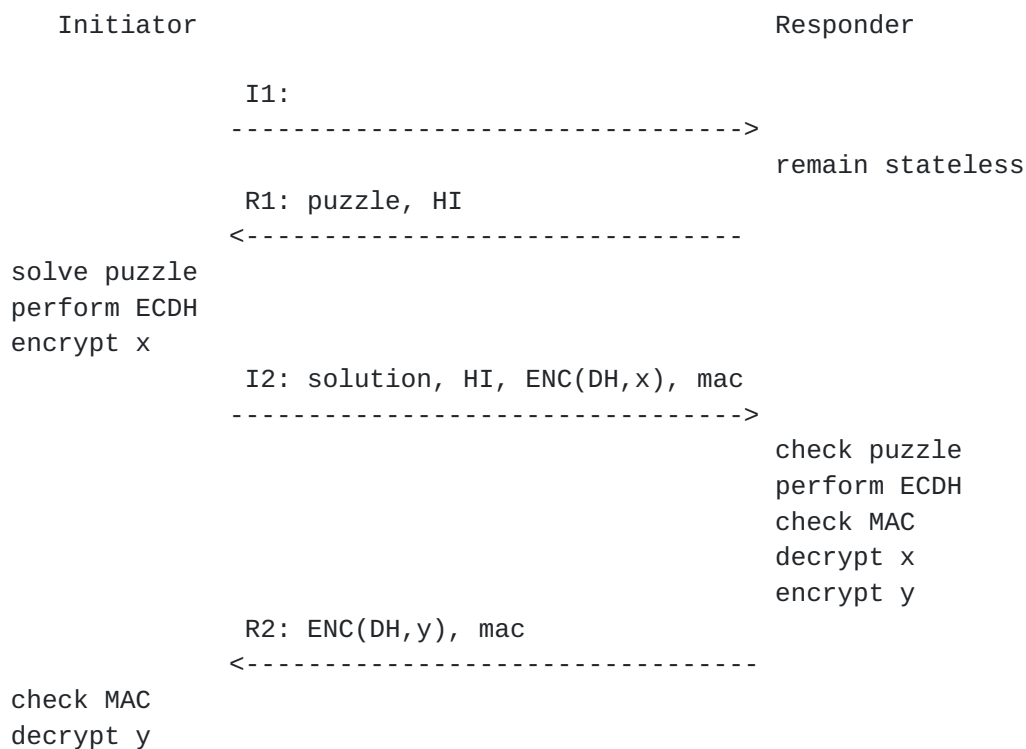 Initiator                                     Responder
I1:
--------------------------------->
remain stateless
R1: puzzle, HI
<--------------------------------
solve puzzle
perform ECDH
encrypt x
I2: solution, HI, ENC(DH,x), mac
--------------------------------->
check puzzle
perform ECDH
check MAC
decrypt x
encrypt y
R2: ENC(DH,y), mac
<---------------------------------
check MAC
decrypt y